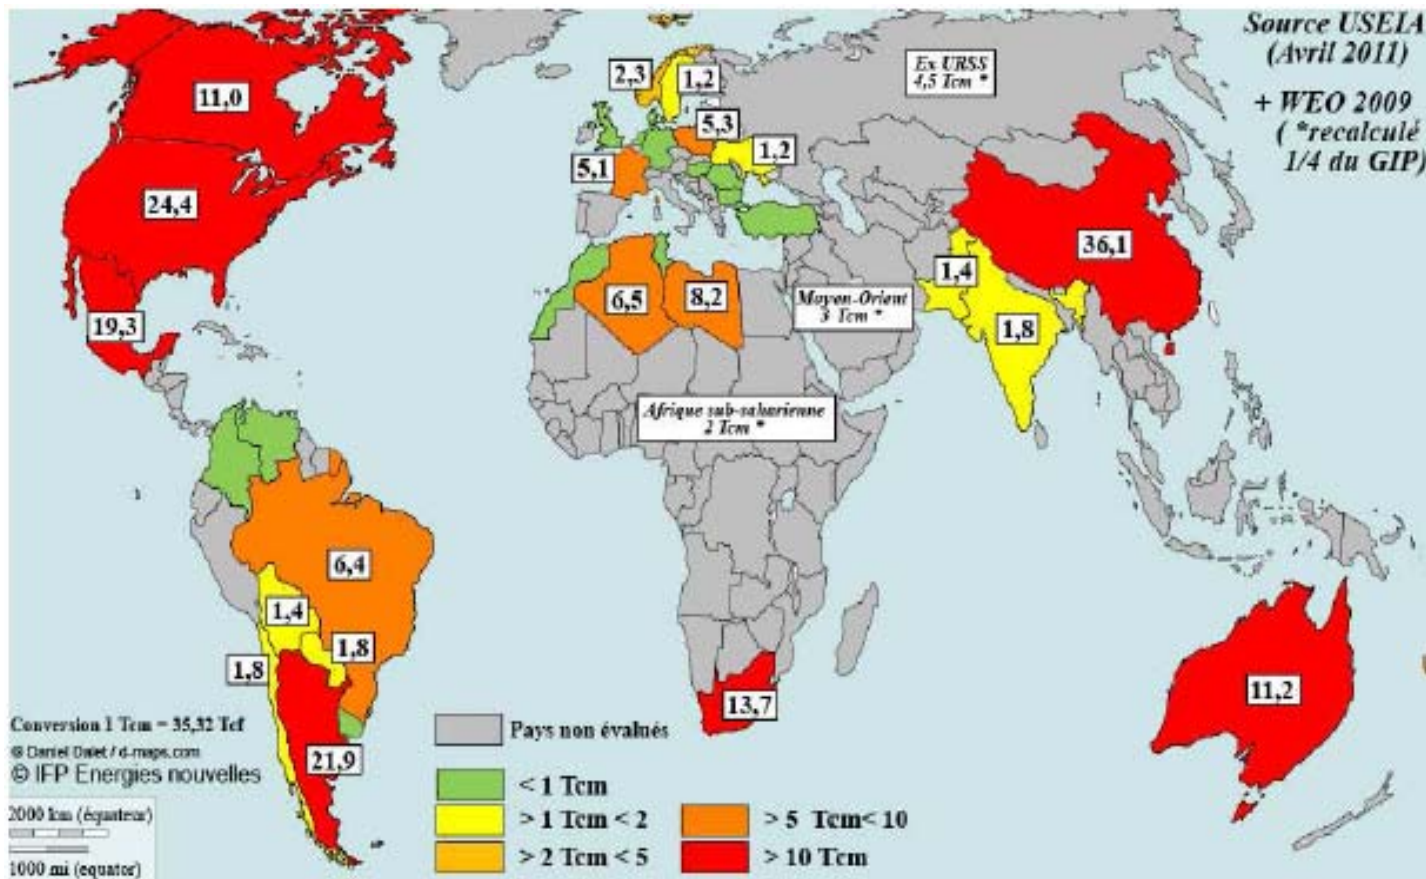 Source USEIA
(Avril 2011)
+ WEO 2009
( *recalculé
1/4 du GIP)
Ex URSS
4,5 Tcm *
2,3
1,2
11,0
5,3
1,2
5,1
24,4
36,1
1,4
6,5
8,2
Moyen-Orient
3 Tcm *
19,3
1,8
Afrique sub-saharienne
2 Tcm *
6,4
1,4
1,8
1,8
13,7
11,2
21,9
Conversion 1 Tcm = 35,32 Tcf
© Daniel Dalet / d-maps.com
© IFP Energies nouvelles
2000 km (équateur)
1000 mi (equator)
Pays non évalués
< 1 Tcm
> 1 Tcm < 2
> 2 Tcm < 5
> 5 Tcm< 10
> 10 Tcm